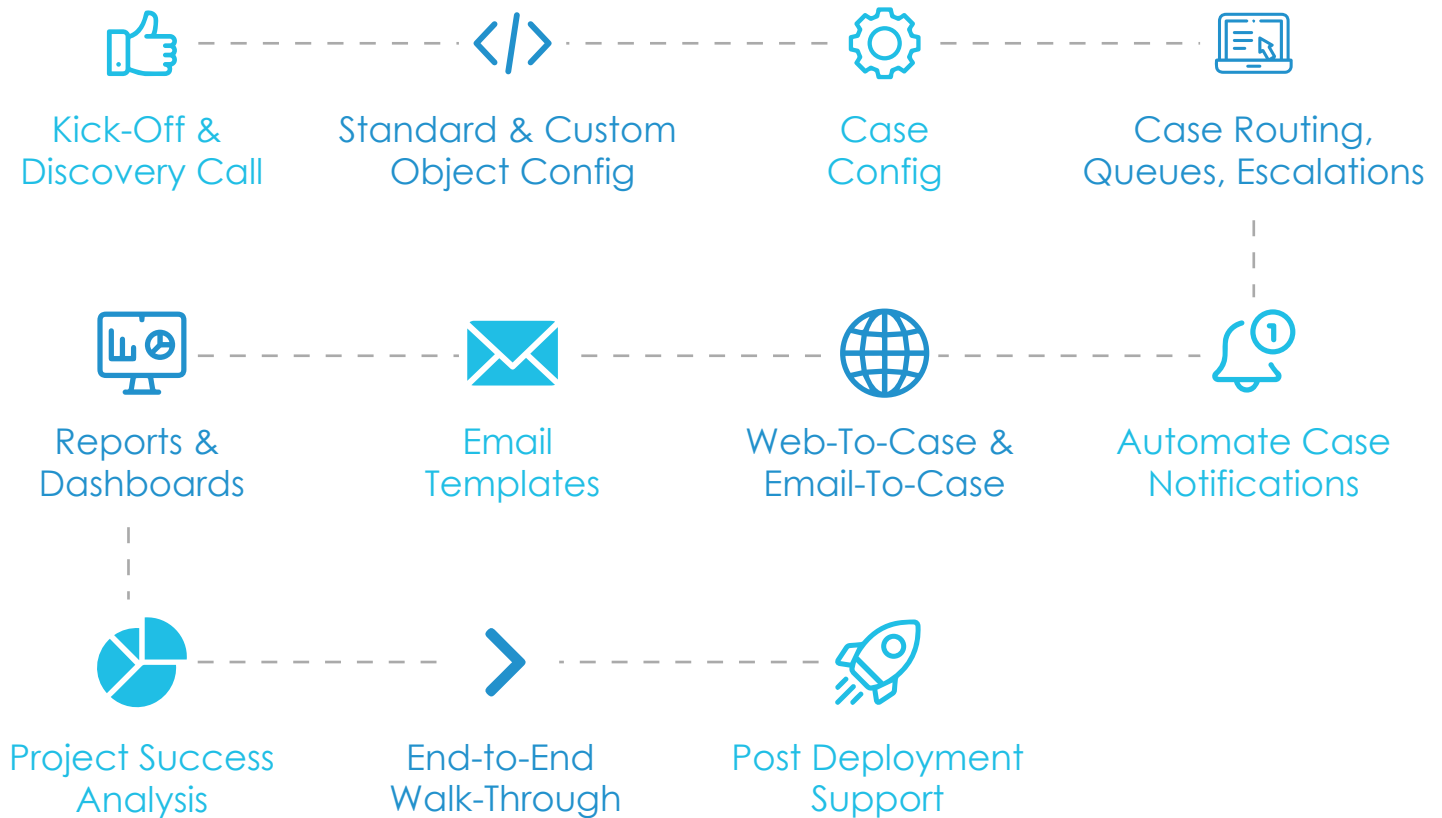 Kick-Off &
Discovery Call
Standard & Custom
Object Config
Case
Config
Case Routing,
Queues, Escalations
Reports &
Dashboards
Email
Templates
Web-To-Case &
Email-To-Case
1
Automate Case
Notifications
Project Success
Analysis
End-to-End
Walk-Through
Post Deployment
Support